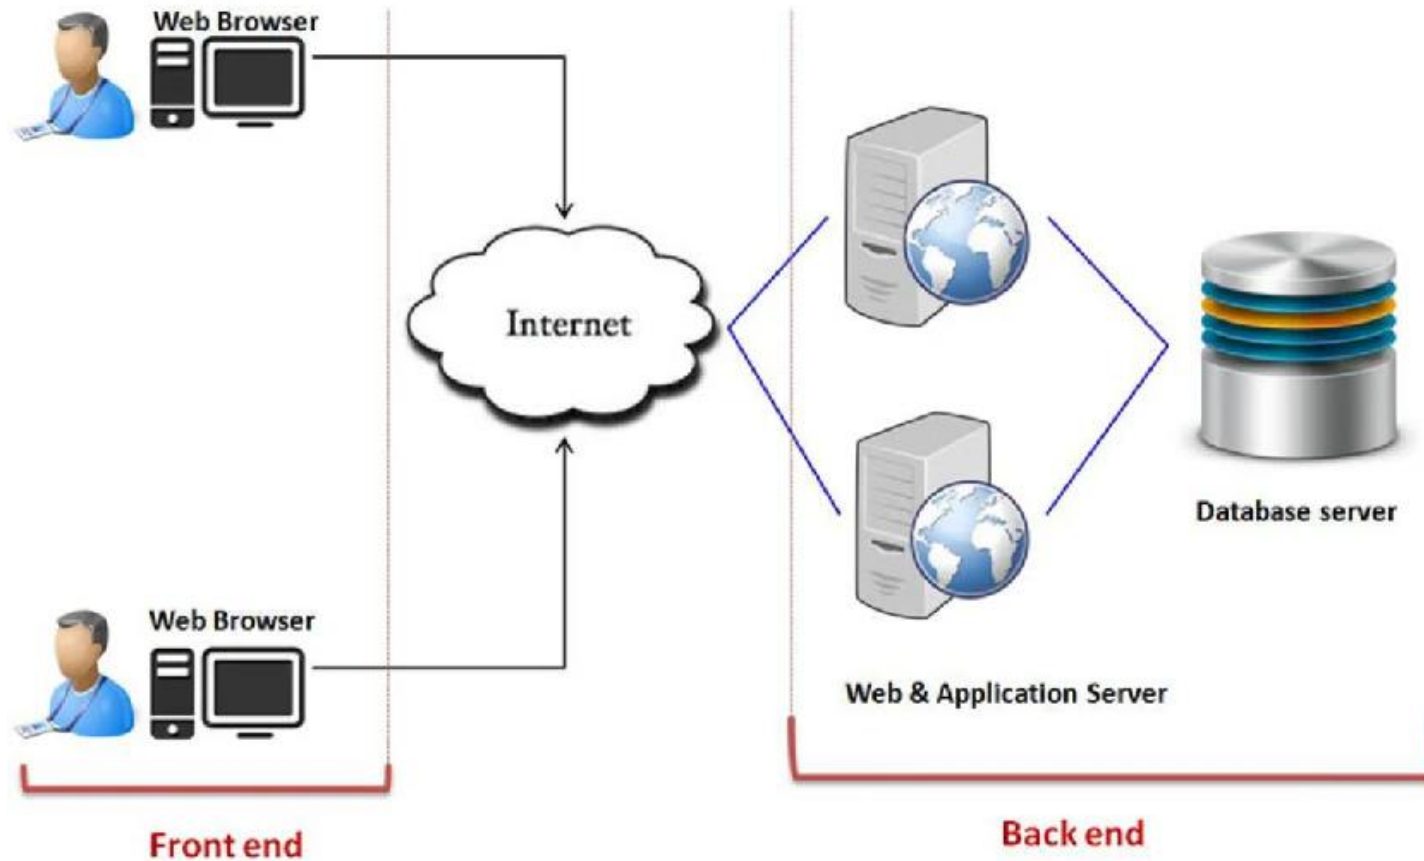 Web Browser
Internet
Database server
Web Browser
Web & Application Server
Front end
Back end